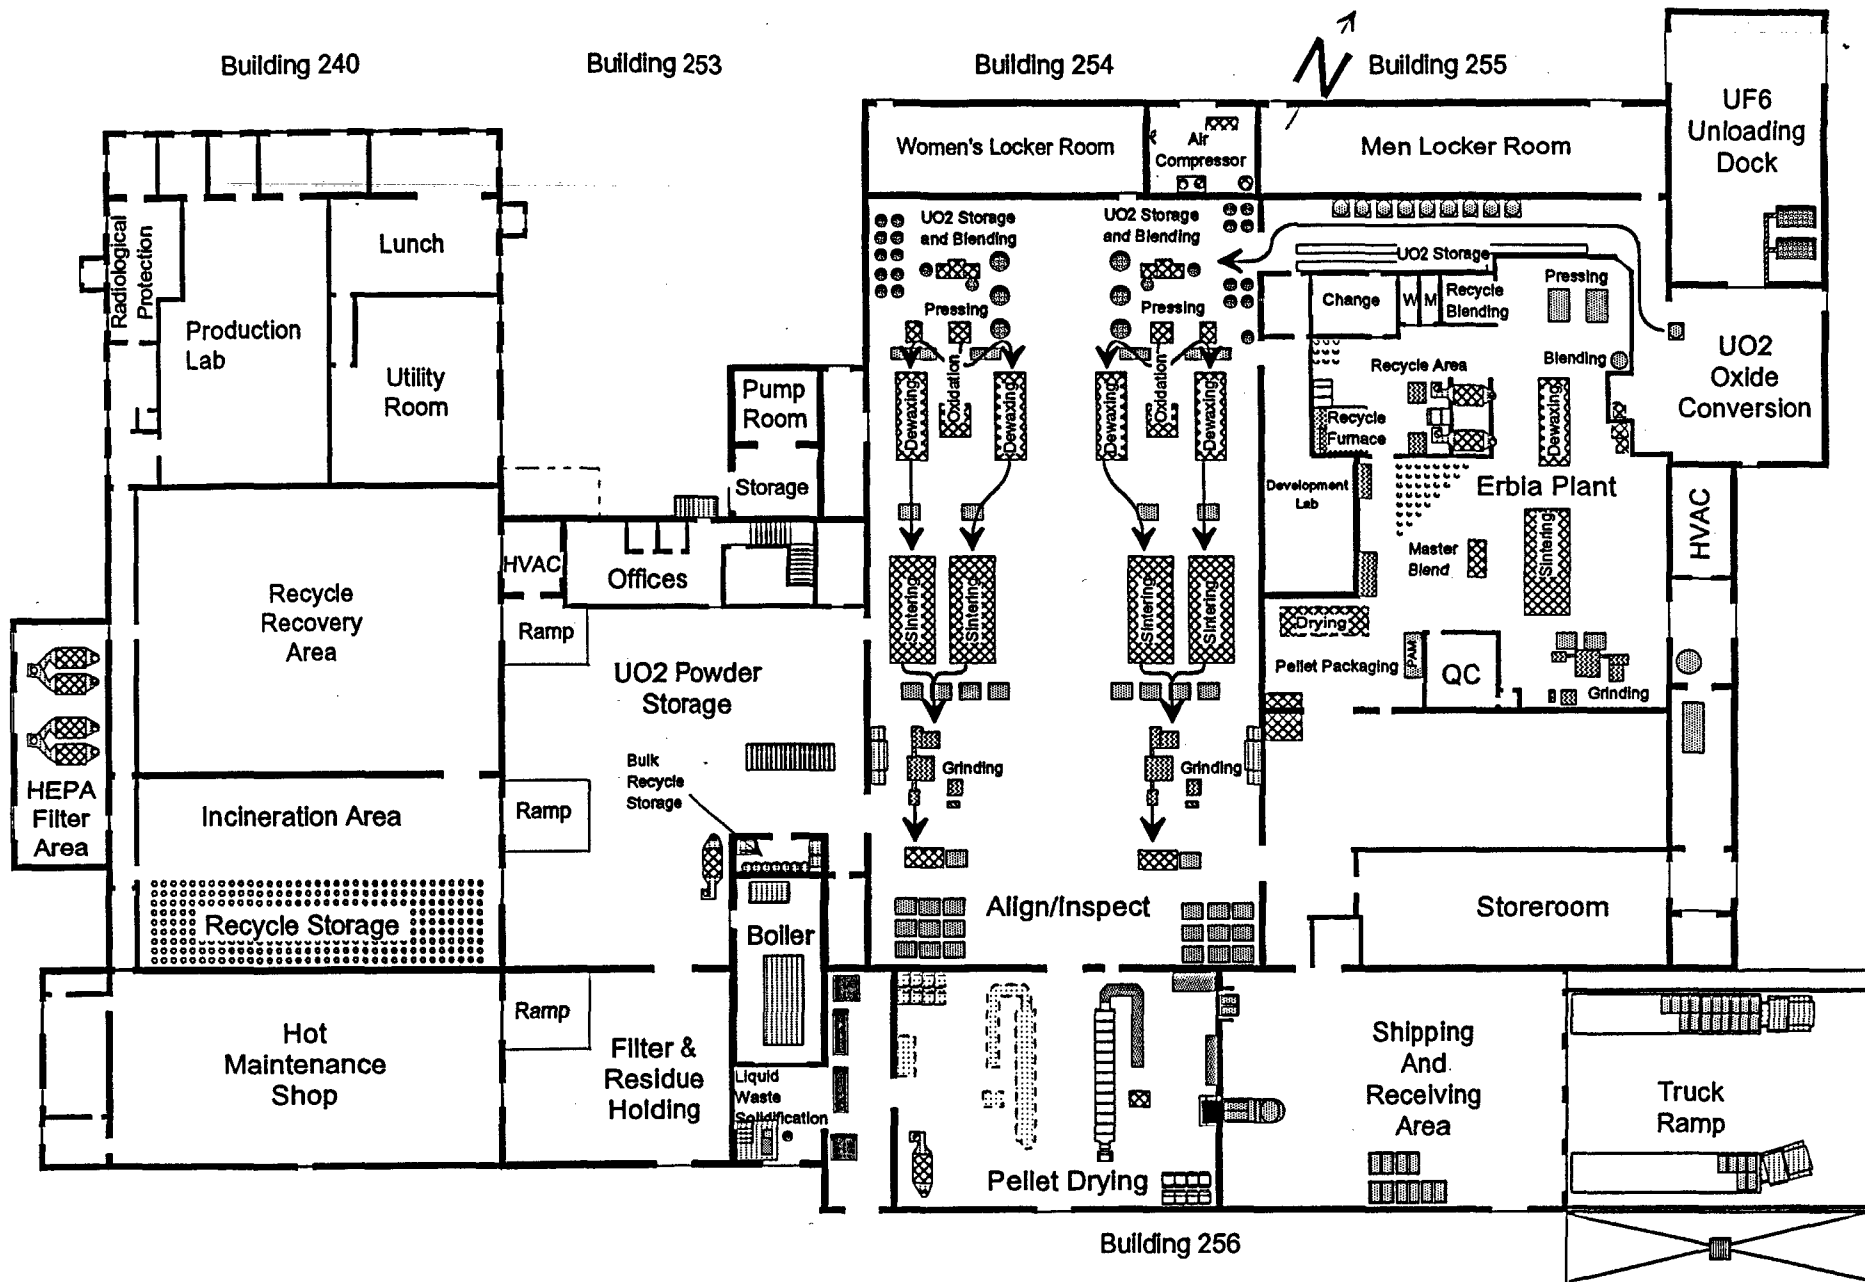 Building 240
Building 253
Building 254
N
Building 255
UF6
Unloading
Dock
Women's Locker Room
Air
Compressor
Men Locker Room
Radiological
Protection
Lunch
Production
Lab
Utility
Room
UO2 Storage
and Blending
UO2 Storage
and Blending
UO2 Storage
Pressing
Pressing
Change
W
M
Recycle
Blending
Pressing
UO2
Oxide
Conversion
Dewaxing
Oxidation
Dewaxing
Dewaxing
Oxidation
Dewaxing
Recycle Area
Blending
Dewaxing
Recycle
Furnace
Pump
Room
Storage
Development
Lab
Erbia Plant
HVAC
HVAC
Offices
Sintering
Sintering
Sintering
Sintering
Master
Blend
Sintering
Recycle
Recovery
Area
Ramp
UO2 Powder
Storage
Drying
Pellet Packaging
PAM
QC
Grinding
HEPA
Filter
Area
Incineration Area
Ramp
Bulk
Recycle
Storage
Grinding
Grinding
Recycle Storage
Boiler
Align/Inspect
Storeroom
Hot
Maintenance
Shop
Ramp
Filter &
Residue
Holding
Liquid
Waste
Solidification
Pellet Drying
Shipping
And
Receiving
Area
Truck
Ramp
Building 256